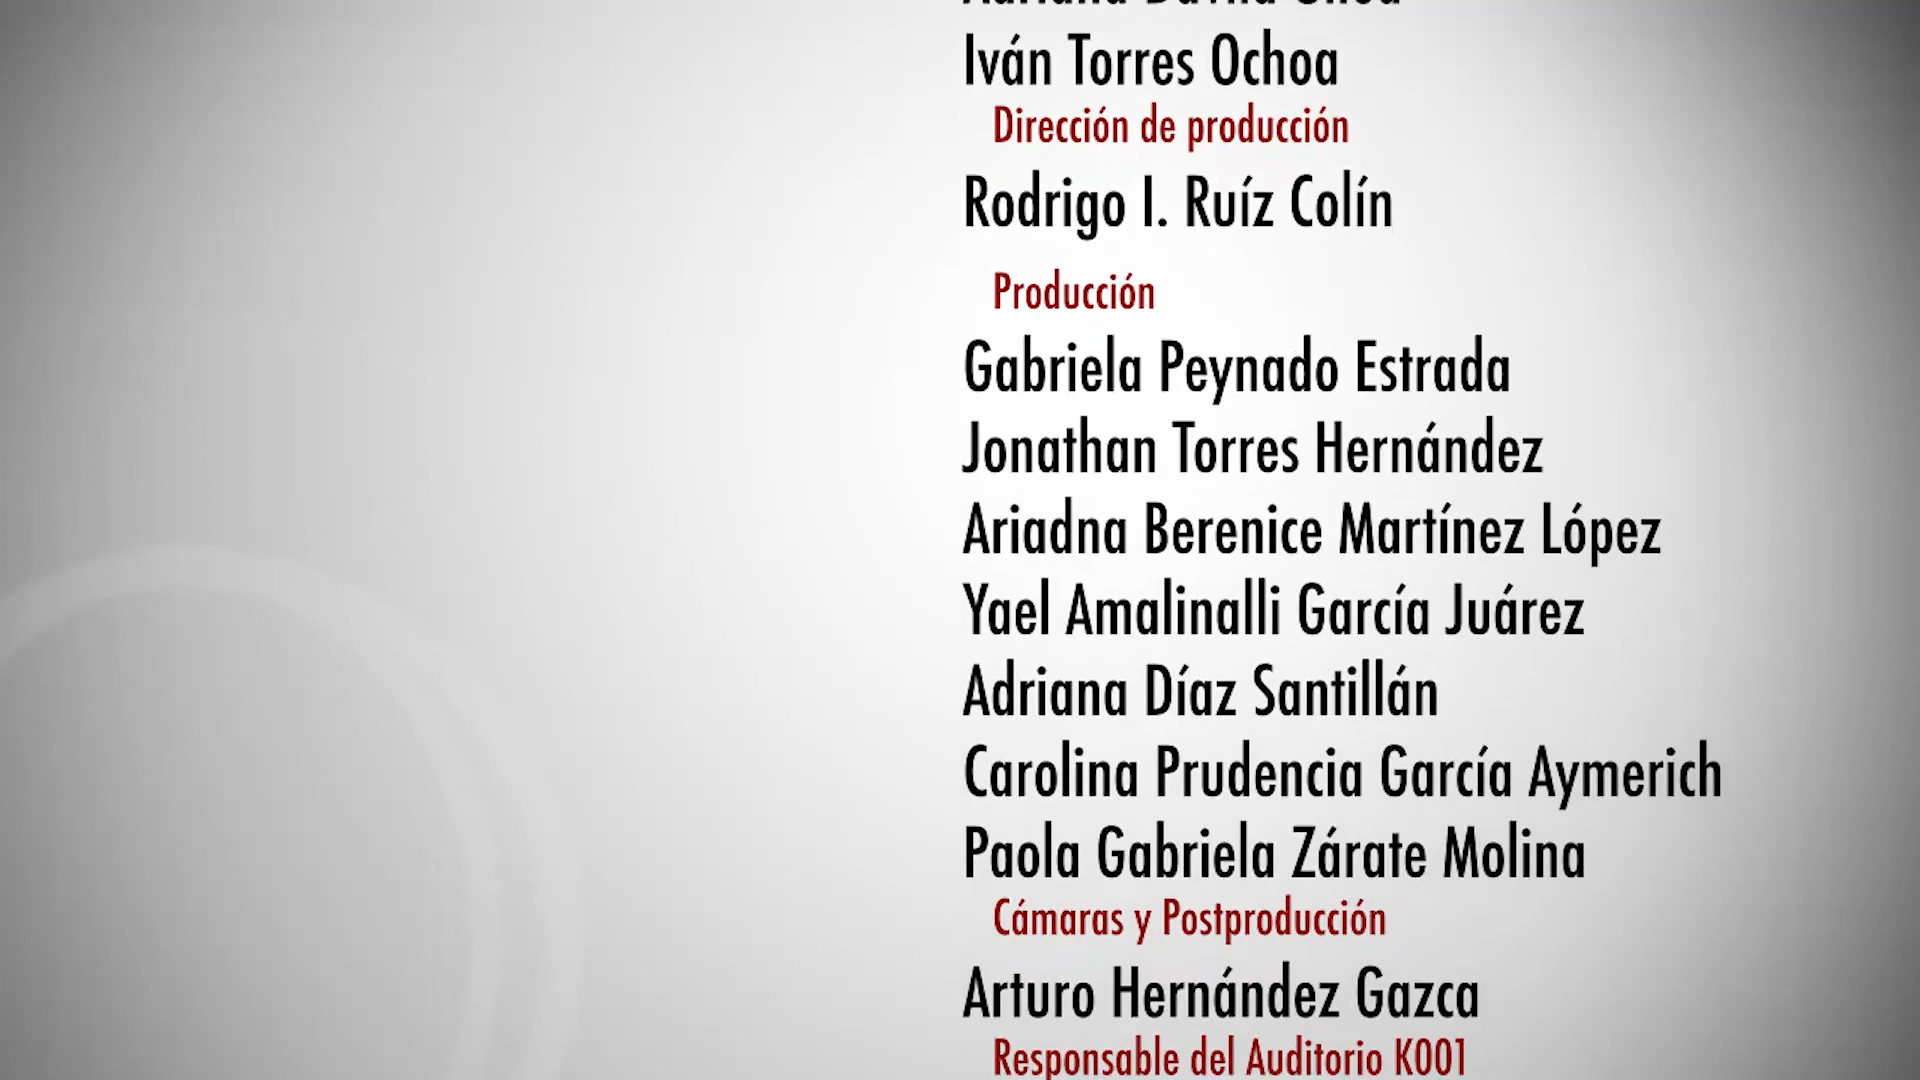 Iván Torres Ochoa
Dirección de producción
Rodrigo I. Ruíz Colín
Producción
Gabriela Peynado Estrada
Jonathan Torres Hernández
Ariadna Berenice Martínez López
Yael Amalinalli García Juárez
Adriana Díaz Santillán
Carolina Prudencia García Aymerich
Paola Gabriela Zárate Molina
Cámaras y Postproducción
Arturo Hernández Gazca
Responsable del Auditorio K001